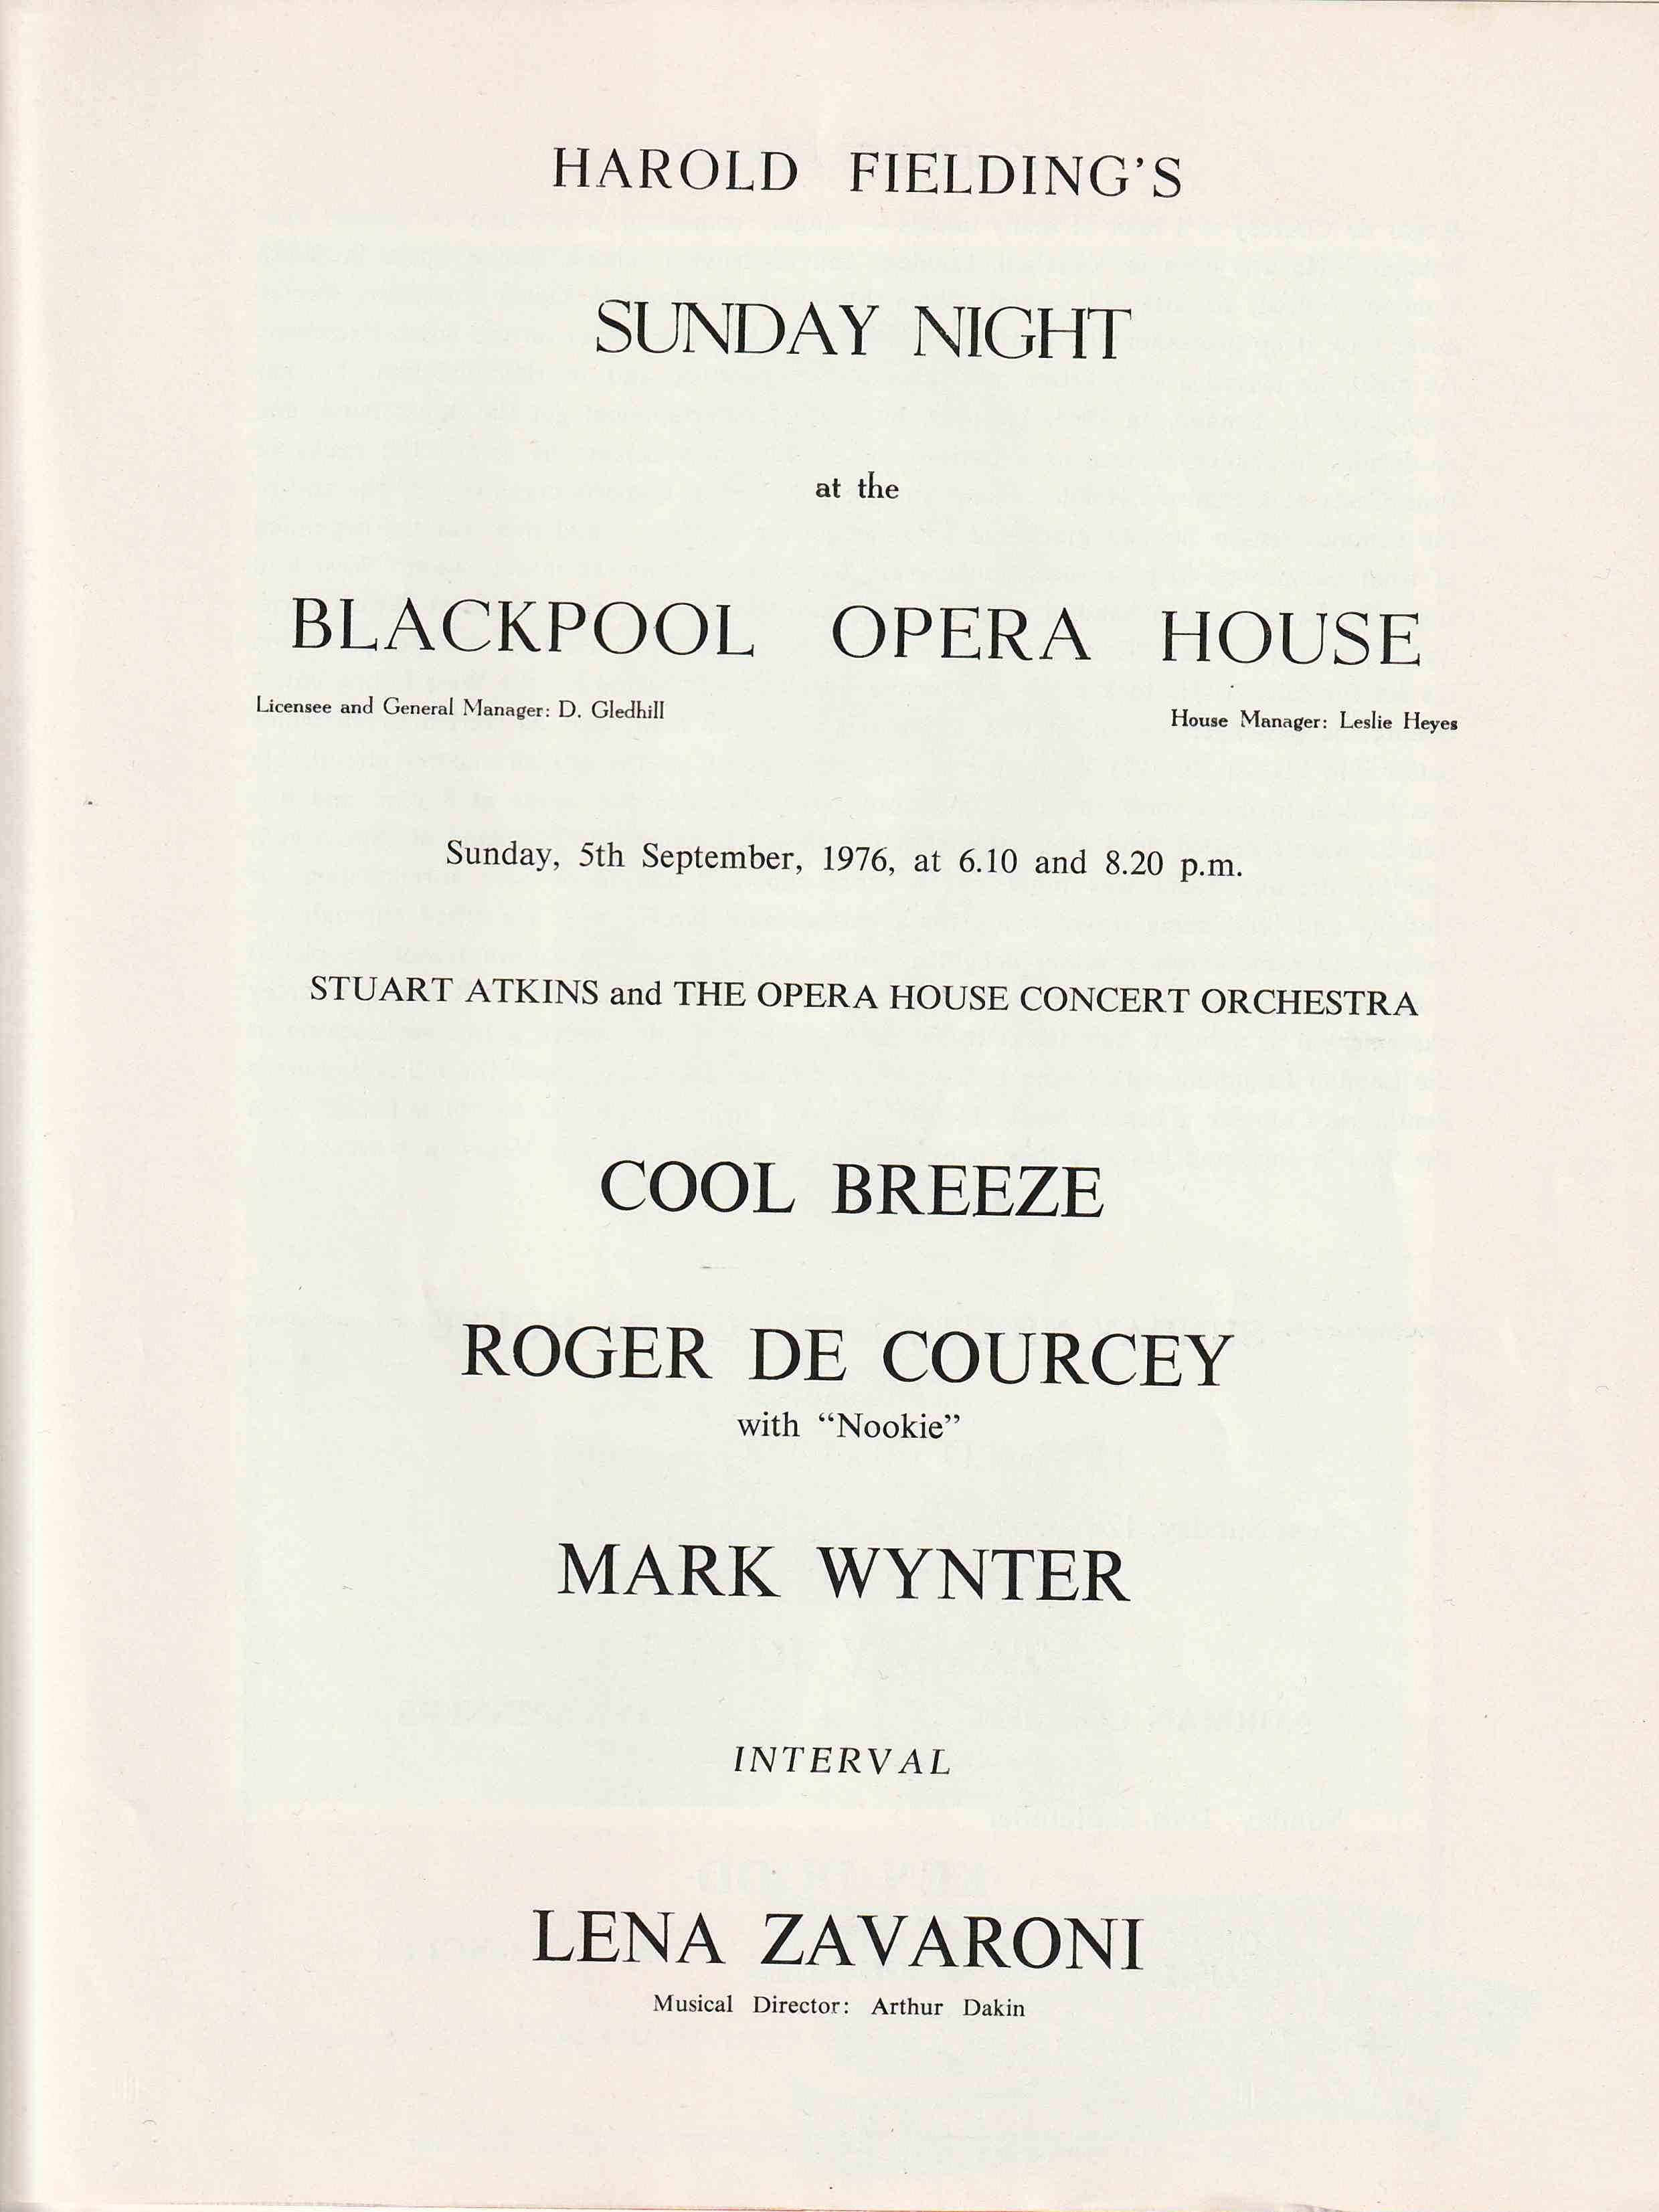 HAROLD FIELDING'S
SUNDAY NIGHT
at the
BLACKPOOL OPERA HOUSE
Licensee and General Manager: D. Gledhill
House Manager: Leslie Heyes
Sunday, 5th September, 1976, at 6.10 and 8.20 p.m.
STUART ATKINS and THE OPERA HOUSE CONCERT ORCHESTRA
COOL BREEZE
ROGER DE COURCEY
with “Nookie”
MARK WYNTER
INTERVAL
LENA ZAVARONI
Musical Director: Arthur Dakin